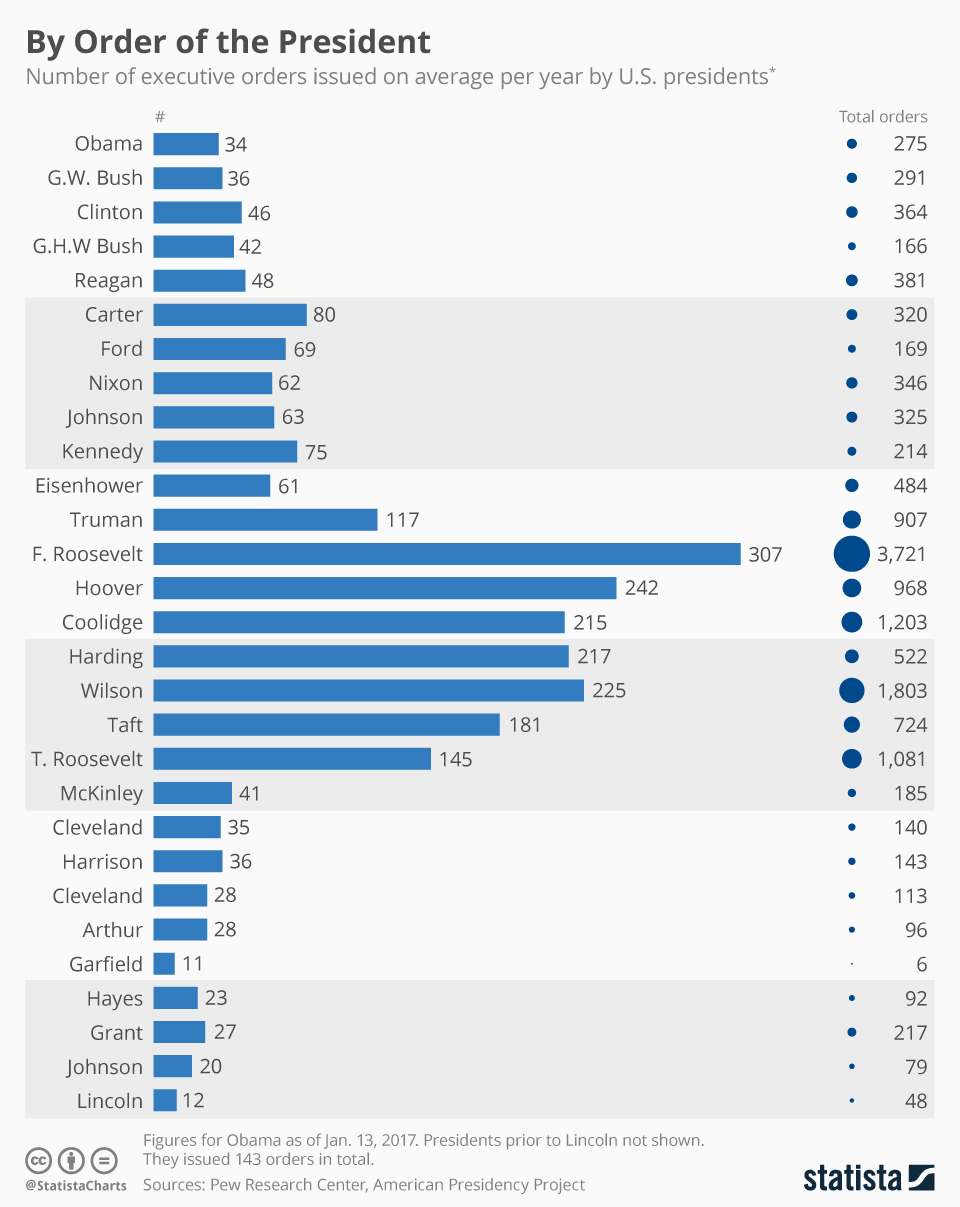 By Order of the President
Number of executive orders issued on average per year by U.S. presidents*
# Total orders
Obama 34 275
G.W. Bush 36 291
Clinton 46 364
G.H.W Bush 42 166
Reagan 48 381
Carter 80 320
Ford 69 169
Nixon 62 346
Johnson 63 325
Kennedy 75 214
Eisenhower 61 484
Truman 117 907
F. Roosevelt 307 3,721
Hoover 242 968
Coolidge 215 1,203
Harding 217 522
Wilson 225 1,803
Taft 181 724
T. Roosevelt 145 1,081
McKinley 41 185
Cleveland 35 140
Harrison 36 143
Cleveland 28 113
Arthur 28 96
Garfield 11 6
Hayes 23 92
Grant 27 217
Johnson 20 79
Lincoln 12 48
Figures for Obama as of Jan. 13, 2017. Presidents prior to Lincoln not shown.
They issued 143 orders in total.
cc
@StatistaCharts Sources: Pew Research Center, American Presidency Project
statista